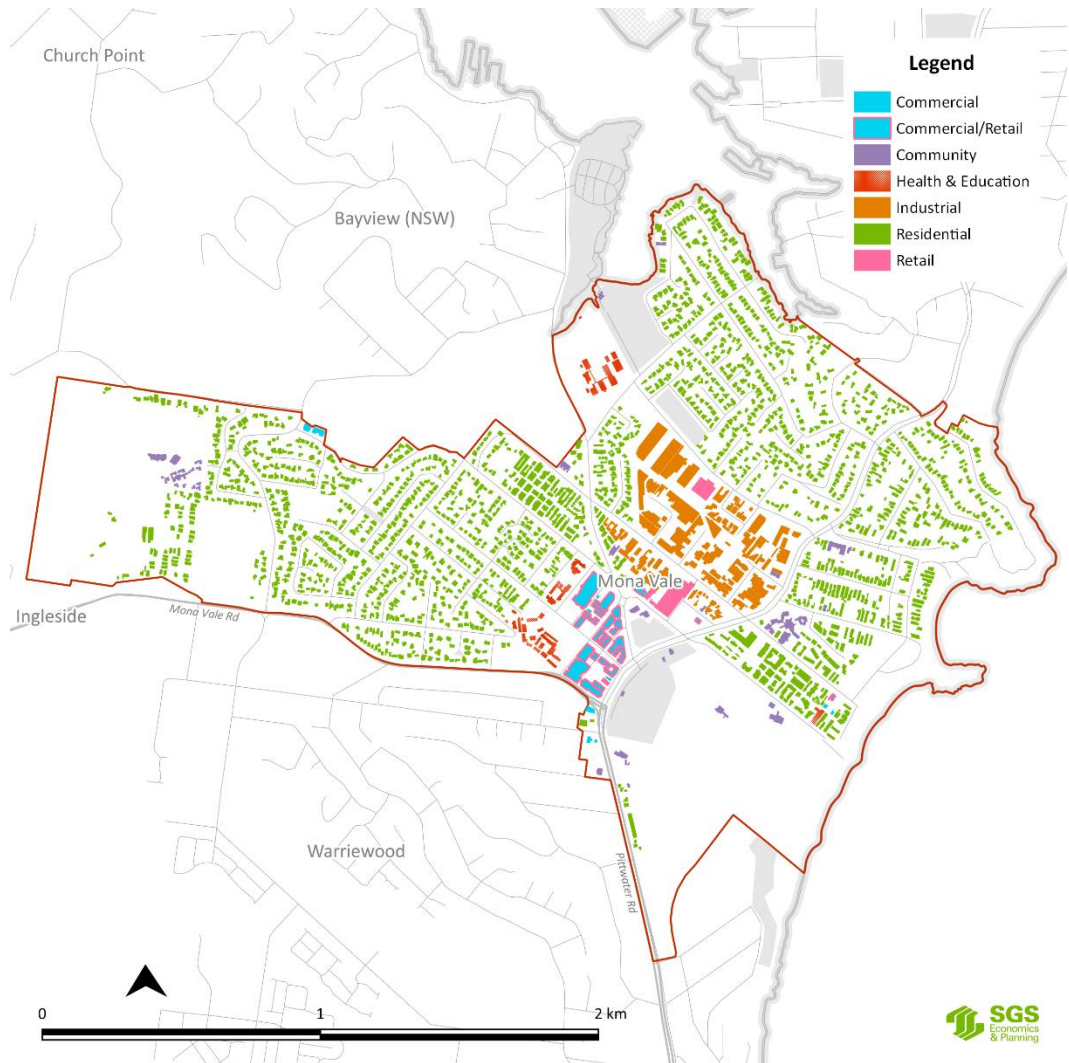 Church Point
Legend
Commercial
Commercial/Retail
Community
Health & Education
Industrial
Residential
Retail
Bayview (NSW)
Mona Vale
Ingleside
Mona Vale Rd
Warriewood
Pittwater Rd
0 1 2 km
SGS
Economics
& Planning